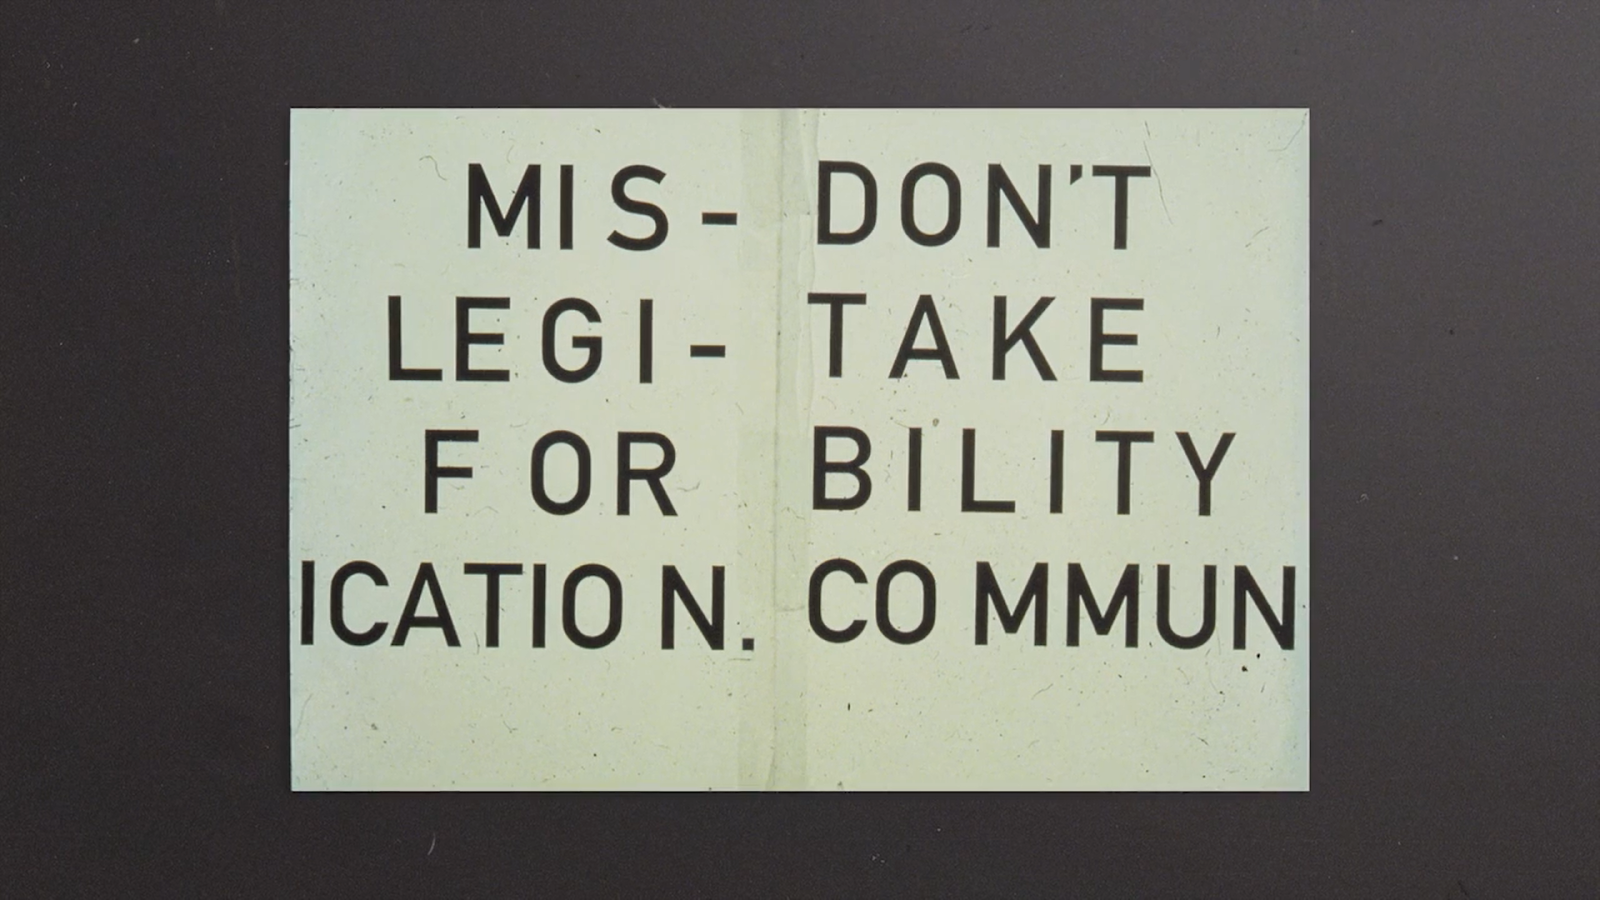 MIS- DON'T
LEGI- TAKE
FOR BILITY
ICATION. COMMUN